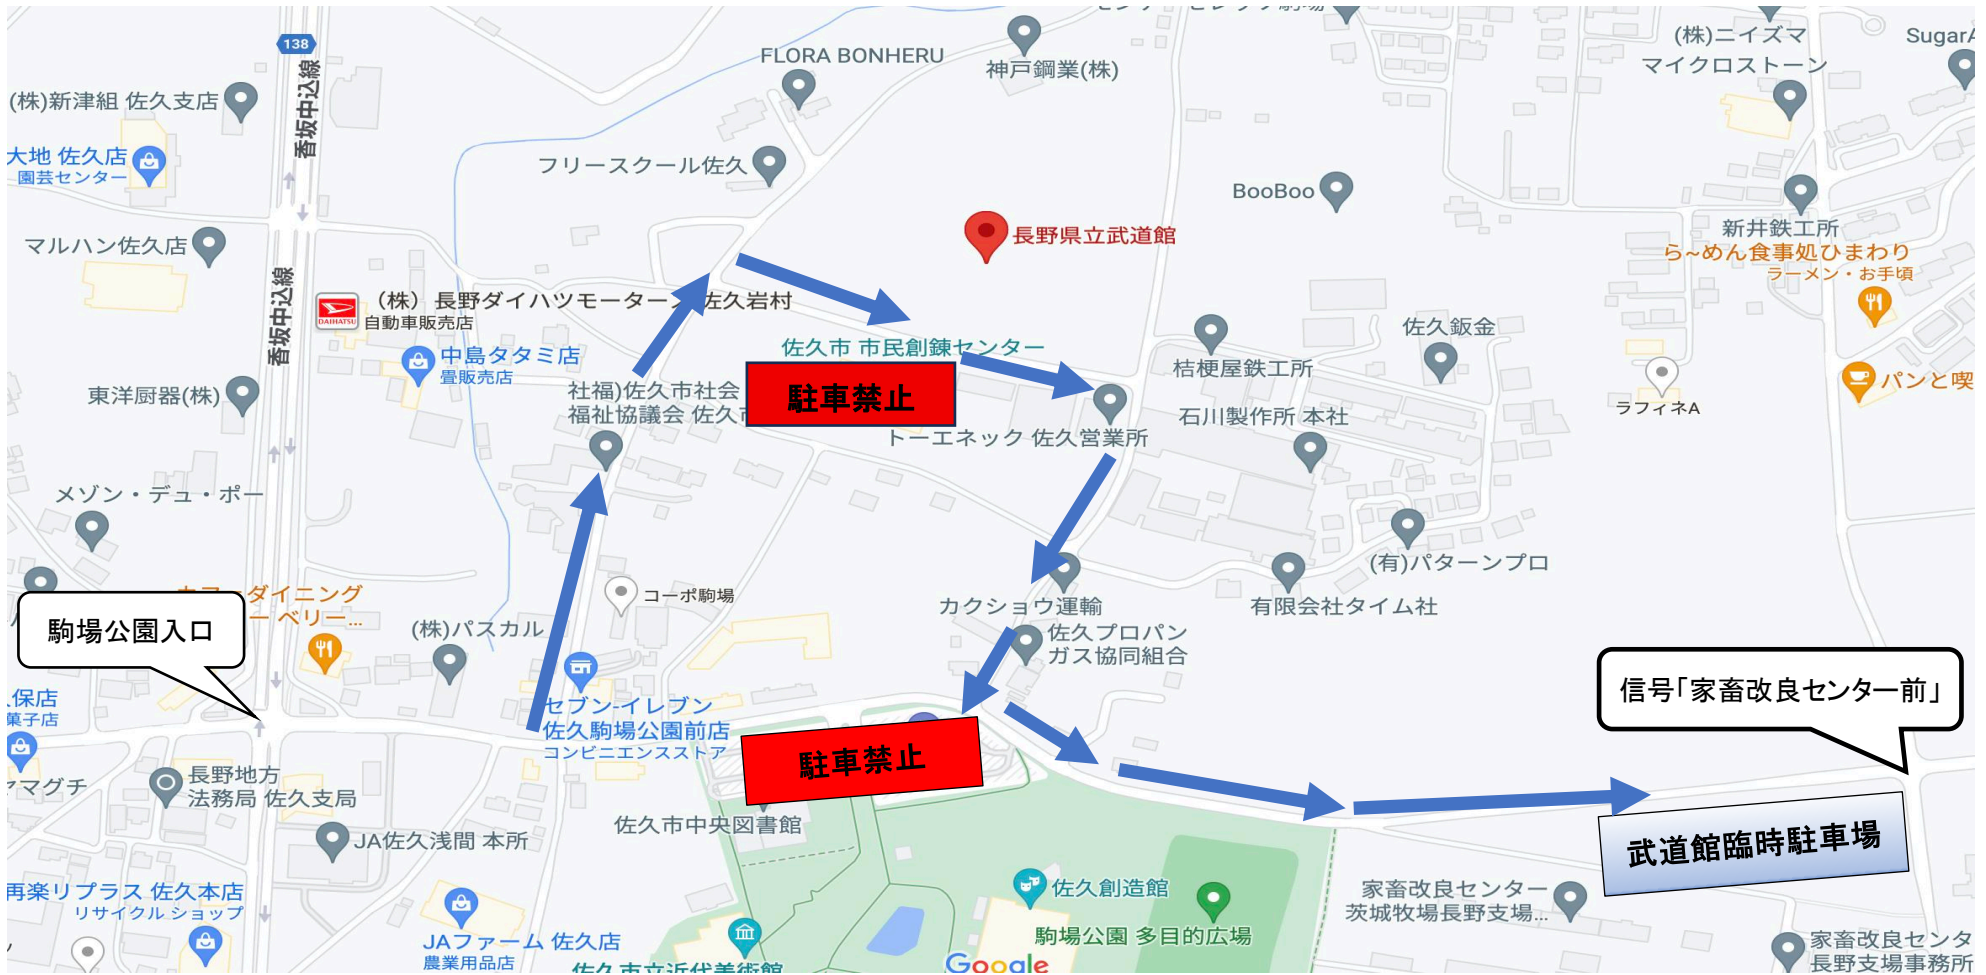 138
香坂中込線
(株)新津組 佐久支店
大地 佐久店
園芸センター
マルハン佐久店
香坂中込線
FLORA BONHERU
神戸鋼業(株)
フリースクール佐久
(株)ニイズマ
マイクロストーン
BooBoo
新井鉄工所
ら~めん食事処ひまわり
ラーメン・お手頃
長野県立武道館
DAIHATSU
(株) 長野ダイハツモータース 佐久岩村
自動車販売店
中島タタミ店
畳販売店
東洋厨器(株)
佐久市 市民創錬センター
駐車禁止
社福)佐久市社会
福祉協議会 佐久
トーエネック 佐久営業所
桔梗屋鉄工所
佐久鈑金
石川製作所 本社
ラフィネA
パンと喫
メゾン・デュ・ポー
(有)パターンプロ
有限会社タイム社
コーポ駒場
カクショウ運輸
佐久プロパン
ガス協同組合
ダイニング
ー ベリー...
(株)パスカル
駒場公園入口
信号「家畜改良センター前」
セブン-イレブン
佐久駒場公園前店
コンビニエンスストア
駐車禁止
久保店
菓子店
マグチ
長野地方
法務局 佐久支局
JA佐久浅間 本所
佐久市中央図書館
武道館臨時駐車場
再楽リプラス 佐久本店
リサイクル ショップ
JAファーム 佐久店
農業用品店
佐久市立近代美術館
佐久創造館
駒場公園 多目的広場
家畜改良センター
茨城牧場長野支場...
家畜改良センタ
長野支場事務所
Google